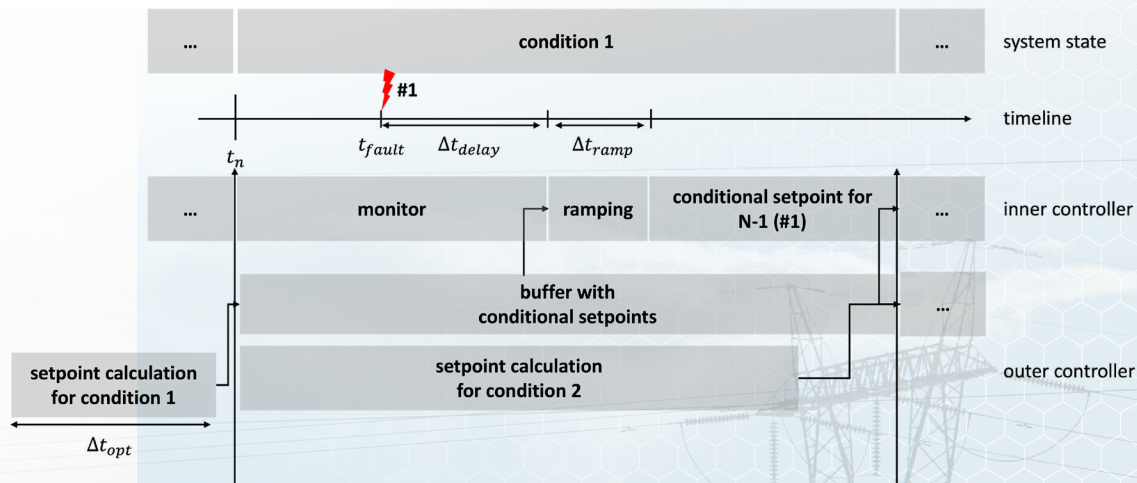 ...
condition 1
...
system state
#1
timeline
t_n
t_fault
Δt_delay
Δt_ramp
...
monitor
ramping
conditional setpoint for
N-1 (#1)
...
inner controller
buffer with
conditional setpoints
...
setpoint calculation
for condition 1
setpoint calculation
for condition 2
outer controller
Δt_opt